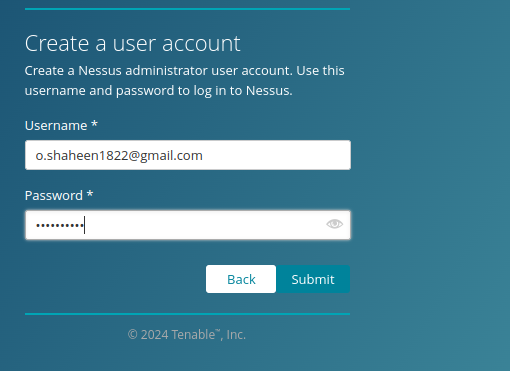 Create a user account
Create a Nessus administrator user account. Use this
username and password to log in to Nessus.
Username *
o.shaheen1822@gmail.com
Password *
••••••••••
Back
Submit
© 2024 Tenable™, Inc.